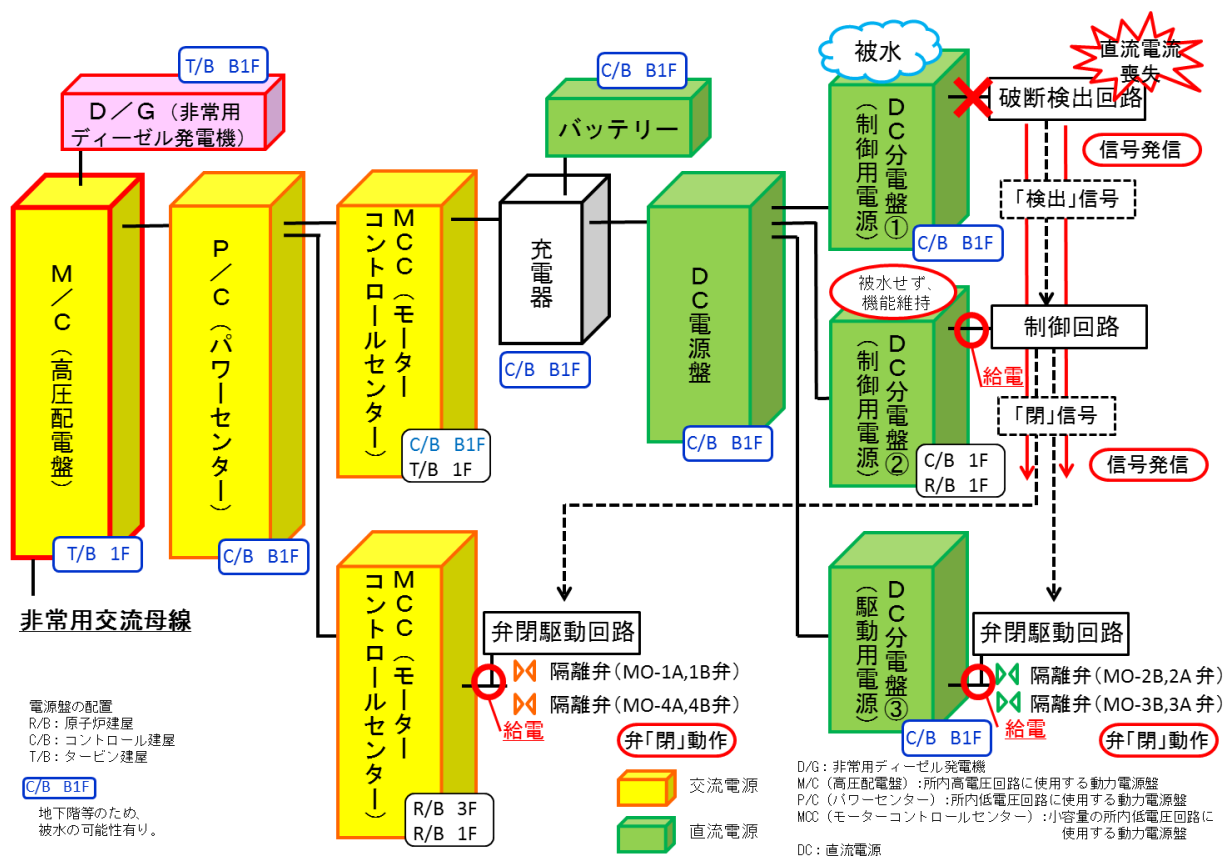 T/B B1F
D/G（非常用
ディーゼル発電機）
M/C（高圧配電盤）
T/B 1F
非常用交流母線
P/C（パワーセンター）
C/B B1F
MCC（モーター
コントロールセンター）
C/B B1F
T/B 1F
C/B B1F
バッテリー
充電器
C/B B1F
DC電源盤
C/B B1F
被水
DC分電盤①
（制御用電源）
C/B B1F
直流電流
喪失
破断検出回路
信号発信
「検出」信号
被水せず、
機能維持
DC分電盤②
（制御用電源）
C/B 1F
R/B 1F
給電
制御回路
「閉」信号
信号発信
MCC（モーター
コントロールセンター）
R/B 3F
R/B 1F
弁閉駆動回路
給電
隔離弁（MO-1A,1B弁）
隔離弁（MO-4A,4B弁）
弁「閉」動作
DC分電盤③
（駆動用電源）
C/B B1F
弁閉駆動回路
給電
隔離弁（MO-2B,2A 弁）
隔離弁（MO-3B,3A 弁）
弁「閉」動作
電源盤の配置
R/B：原子炉建屋
C/B：コントロール建屋
T/B：タービン建屋
C/B B1F
地下階等のため、
被水の可能性有り。
交流電源
直流電源
D/G：非常用ディーゼル発電機
M/C（高圧配電盤）：所内高電圧回路に使用する動力電源盤
P/C（パワーセンター）：所内低電圧回路に使用する動力電源盤
MCC（モーターコントロールセンター）：小容量の所内低電圧回路に
使用する動力電源盤
DC：直流電源